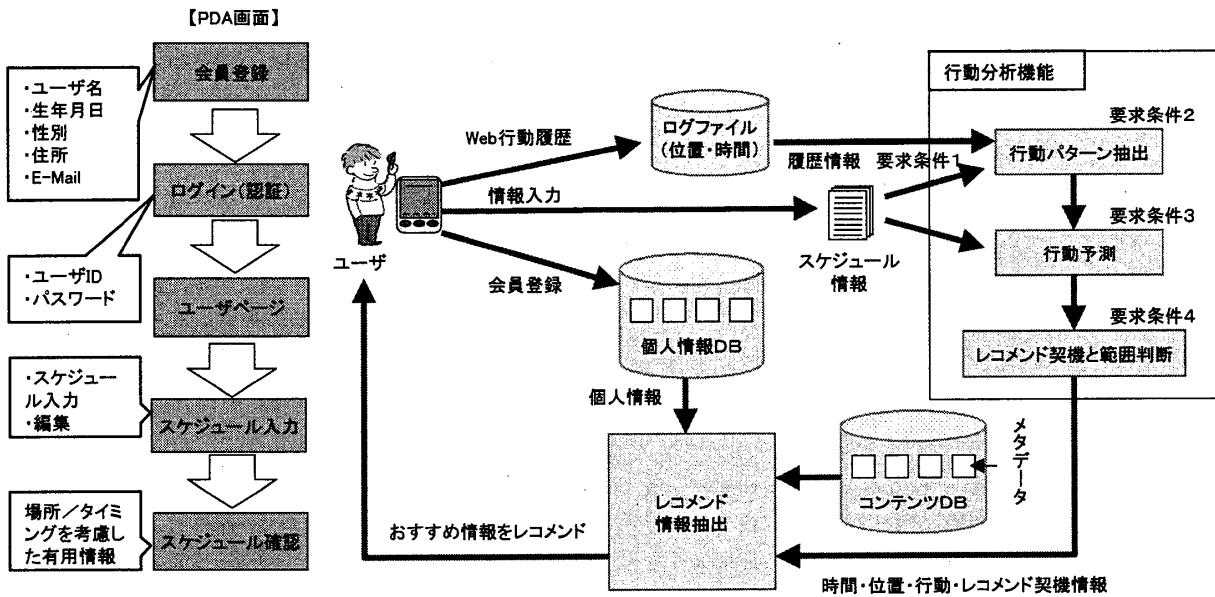 【PDA画面】
会員登録
・ユーザ名
・生年月日
・性別
・住所
・E-Mail
ログイン(認証)
・ユーザID
・パスワード
ユーザページ
・スケジュー
ル入力
・編集
スケジュール入力
場所／タイミ
ングを考慮し
た有用情報
スケジュール確認
ユーザ
Web行動履歴
情報入力
会員登録
ログファイル
(位置・時間)
履歴情報
要求条件1
スケジュール
情報
個人情報DB
個人情報
行動分析機能
要求条件2
行動パターン抽出
要求条件3
行動予測
要求条件4
レコメンド契機と範囲判断
メタデータ
コンテンツDB
レコメンド
情報抽出
おすすめ情報をレコメンド
時間・位置・行動・レコメンド契機情報